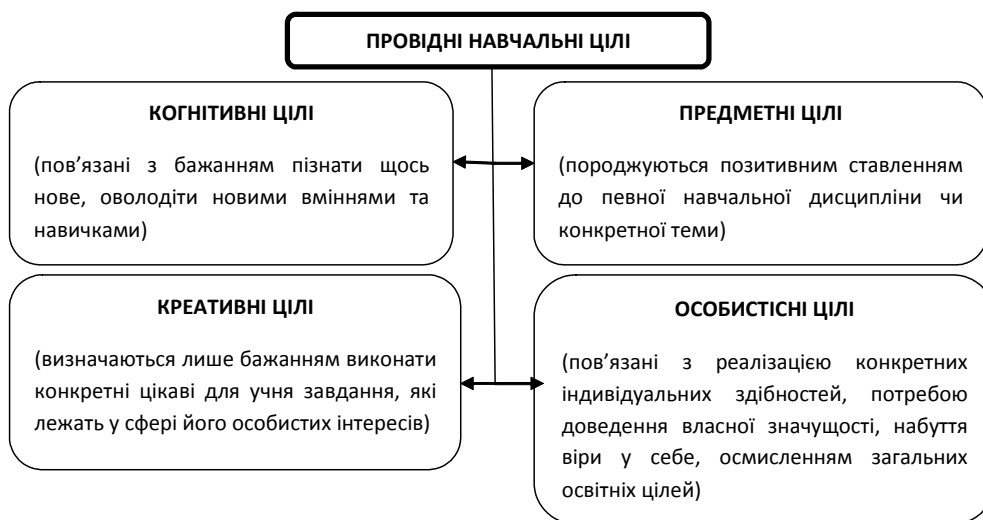 ПРОВІДНІ НАВЧАЛЬНІ ЦІЛІ
КОГНІТИВНІ ЦІЛІ
(пов’язані з бажанням пізнати щось
нове, оволодіти новими вміннями та
навичками)
ПРЕДМЕТНІ ЦІЛІ
(породжуються позитивним ставленням
до певної навчальної дисципліни чи
конкретної теми)
КРЕАТИВНІ ЦІЛІ
(визначаються лише бажанням виконати
конкретні цікаві для учня завдання, які
лежать у сфері його особистих інтересів)
ОСОБИСТІСНІ ЦІЛІ
(пов’язані з реалізацією конкретних
індивідуальних здібностей, потребою
доведення власної значущості, набуття
віри у себе, осмисленням загальних
освітніх цілей)